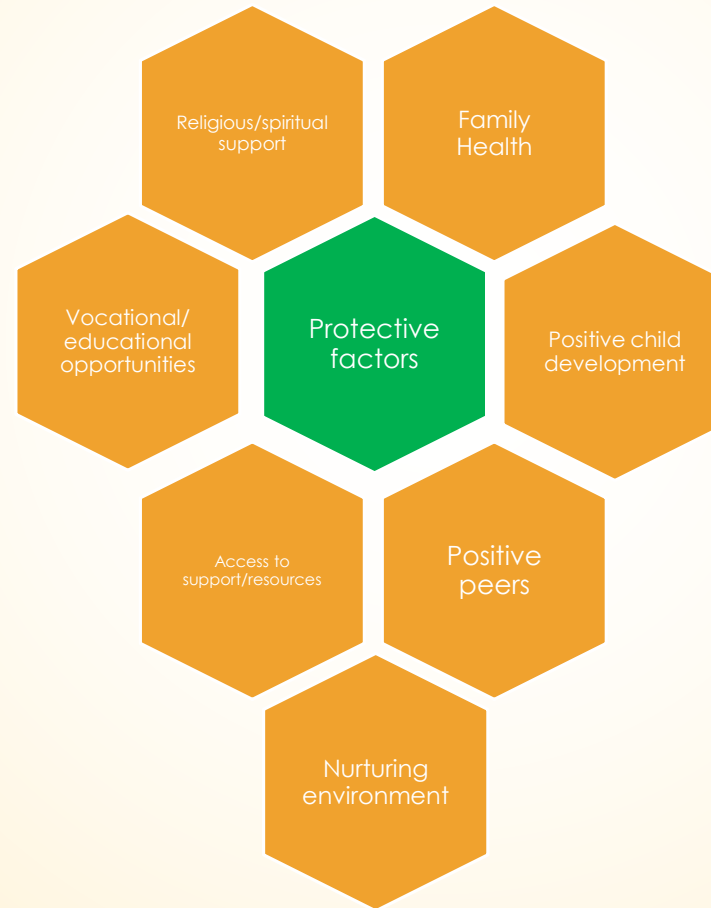 Religious/spiritual
support
Family
Health
Vocational/
educational
opportunities
Protective
factors
Positive child
development
Access to
support/resources
Positive
peers
Nurturing
environment